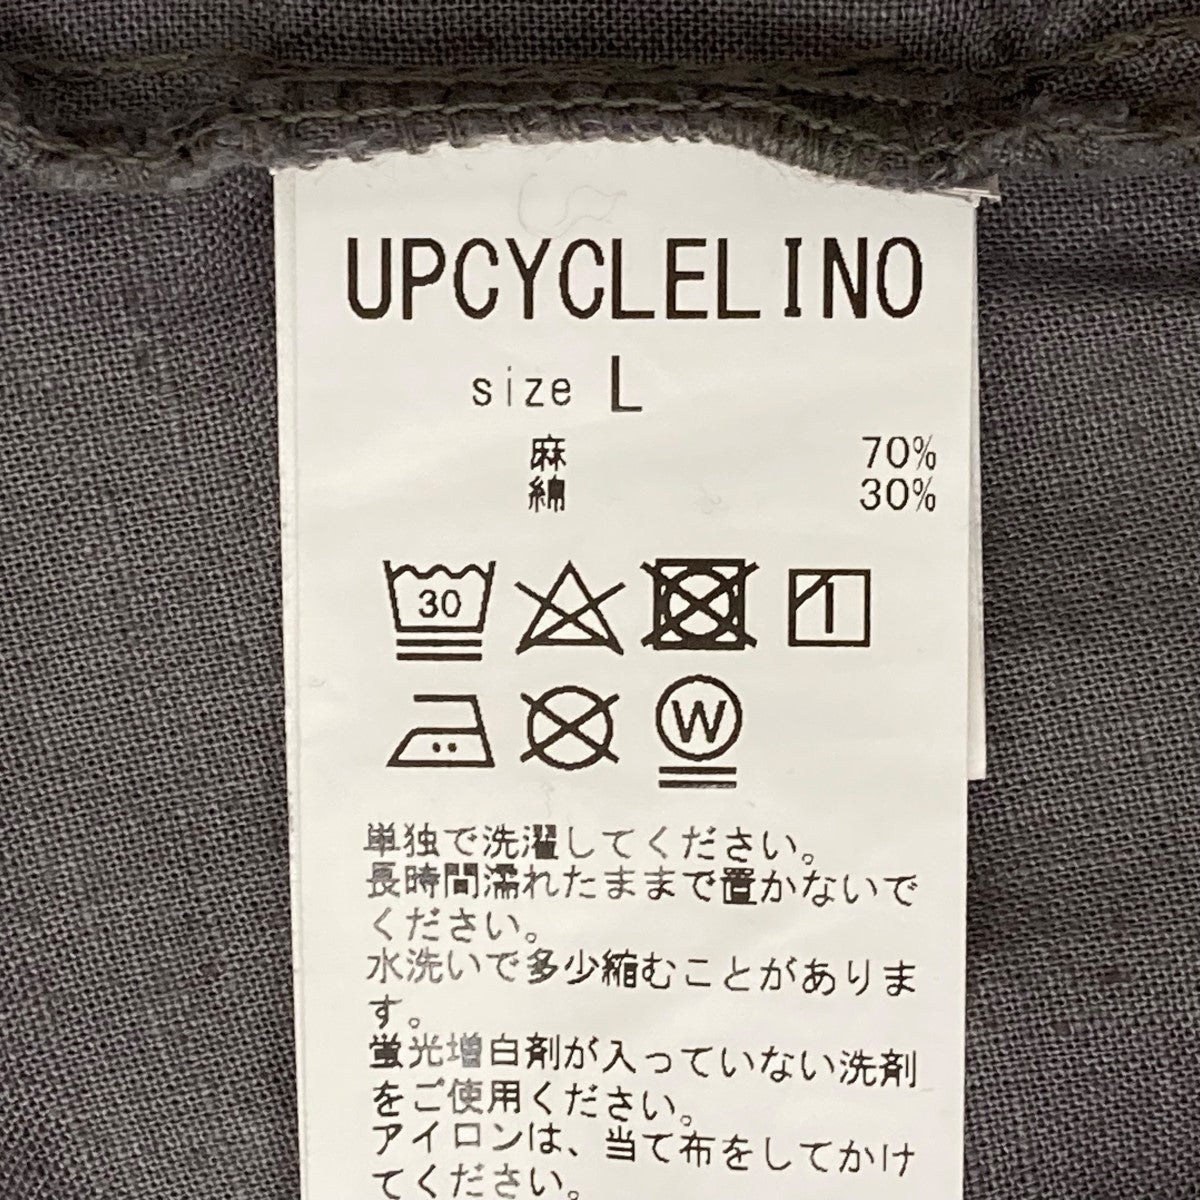 UPCYCLELINO
size L
麻 70%
綿 30%
30
W
単独で洗濯してください。
長時間濡れたままで置かないで
ください。
水洗いで多少縮むことがありま
す。
蛍光増白剤が入っていない洗剤
をご使用ください。
アイロンは、当て布をしてかけ
てください。